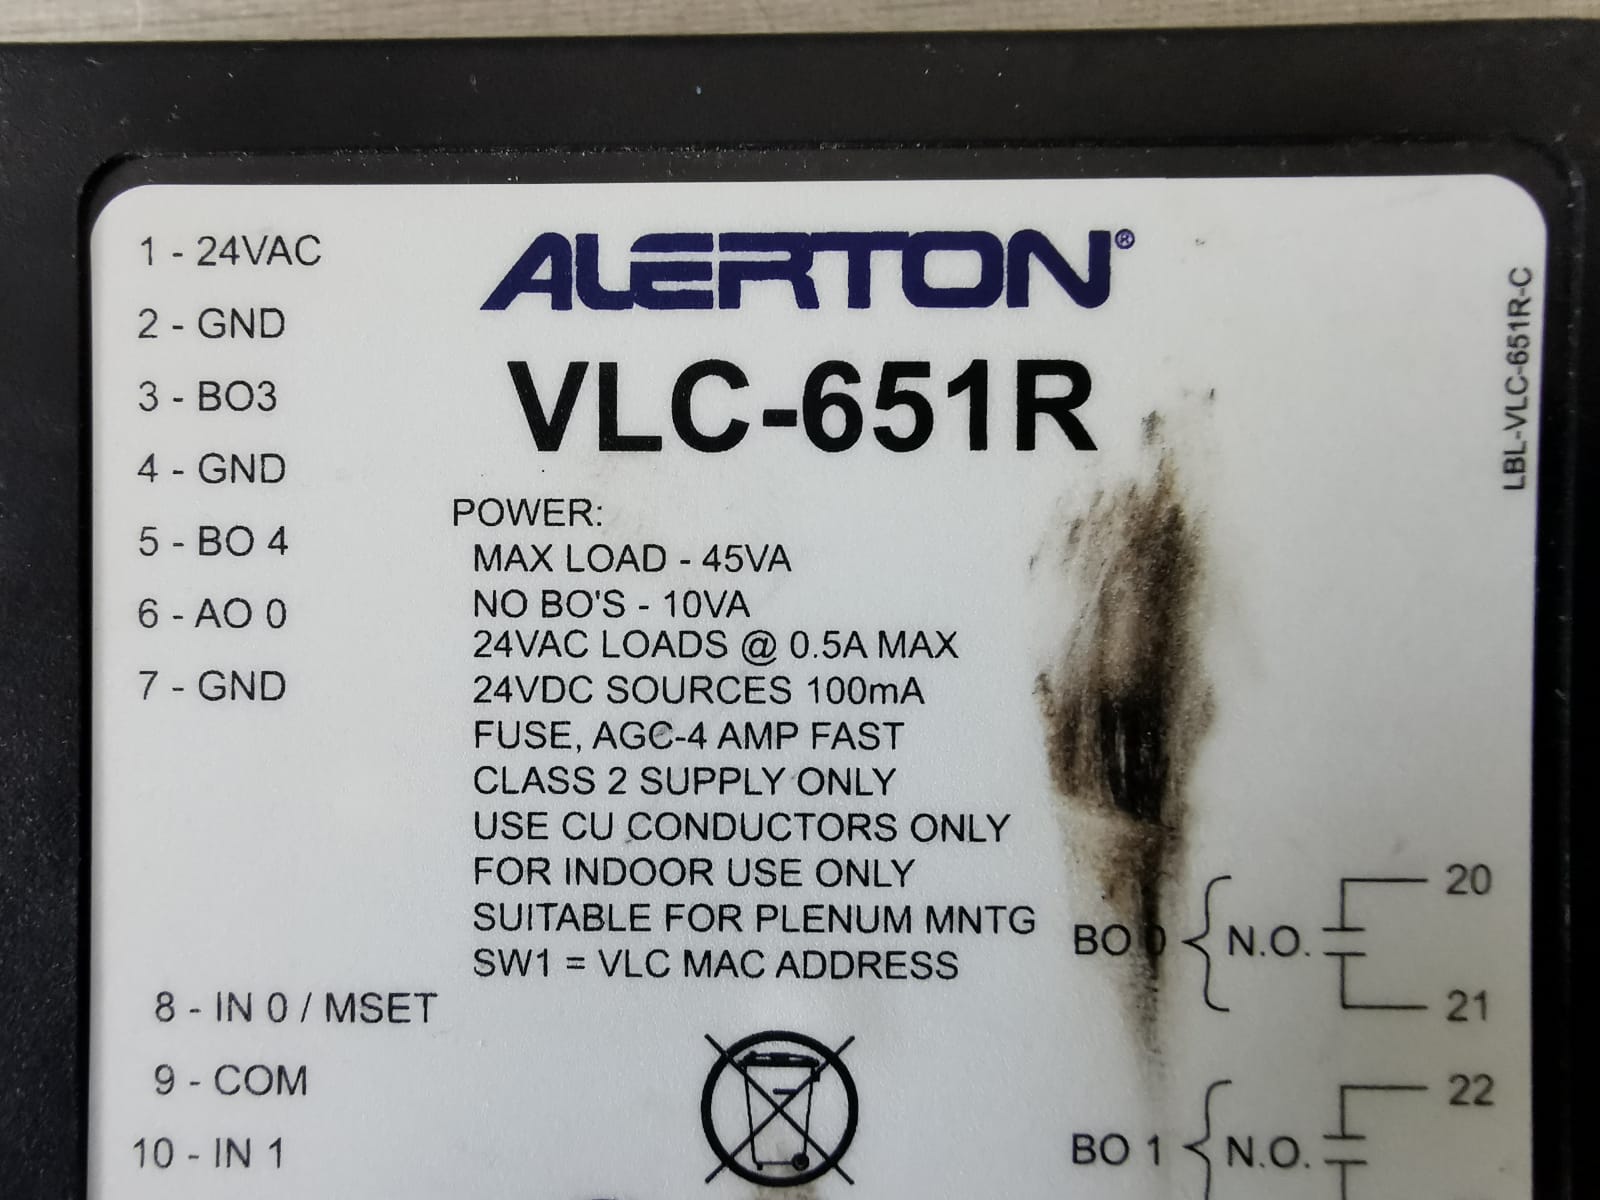 ALERTON®
VLC-651R
LBL-VLC-651R-C
1 - 24VAC
2 - GND
3 - BO3
4 - GND
5 - BO 4
6 - AO 0
7 - GND
POWER:
MAX LOAD - 45VA
NO BO'S - 10VA
24VAC LOADS @ 0.5A MAX
24VDC SOURCES 100mA
FUSE, AGC-4 AMP FAST
CLASS 2 SUPPLY ONLY
USE CU CONDUCTORS ONLY
FOR INDOOR USE ONLY
SUITABLE FOR PLENUM MNTG
SW1 = VLC MAC ADDRESS
8 - IN 0 / MSET
9 - COM
10 - IN 1
20
BO 0 N.O.
21
22
BO 1 N.O.